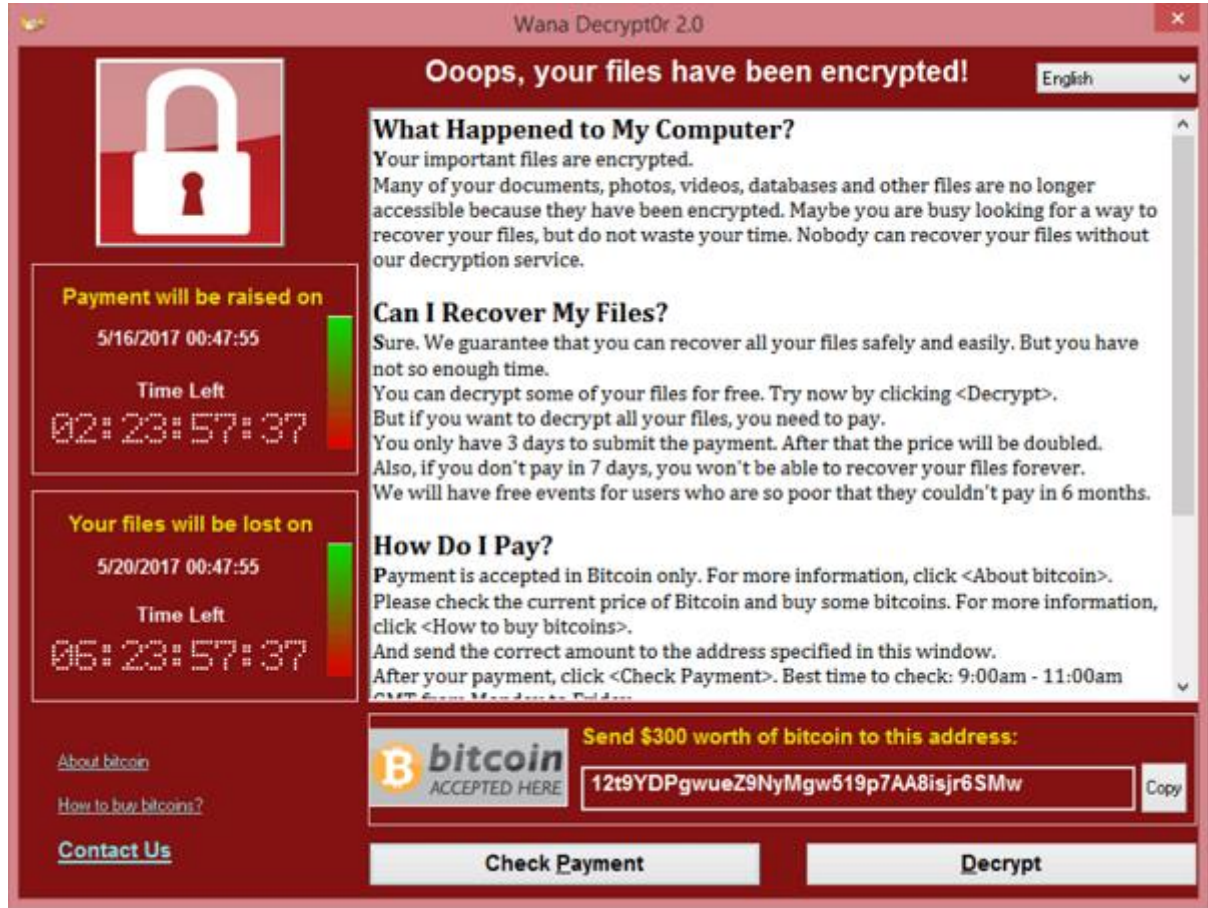 Wana Decrypt0r 2.0
Ooops, your files have been encrypted!
English
Payment will be raised on
5/16/2017 00:47:55
Time Left
02:23:57:37
Your files will be lost on
5/20/2017 00:47:55
Time Left
06:23:57:37
About bitcoin
How to buy bitcoins?
Contact Us
What Happened to My Computer?
Your important files are encrypted.
Many of your documents, photos, videos, databases and other files are no longer
accessible because they have been encrypted. Maybe you are busy looking for a way to
recover your files, but do not waste your time. Nobody can recover your files without
our decryption service.
Can I Recover My Files?
Sure. We guarantee that you can recover all your files safely and easily. But you have
not so enough time.
You can decrypt some of your files for free. Try now by clicking <Decrypt>.
But if you want to decrypt all your files, you need to pay.
You only have 3 days to submit the payment. After that the price will be doubled.
Also, if you don't pay in 7 days, you won't be able to recover your files forever.
We will have free events for users who are so poor that they couldn't pay in 6 months.
How Do I Pay?
Payment is accepted in Bitcoin only. For more information, click <About bitcoin>.
Please check the current price of Bitcoin and buy some bitcoins. For more information,
click <How to buy bitcoins>.
And send the correct amount to the address specified in this window.
After your payment, click <Check Payment>. Best time to check: 9:00am - 11:00am
GMT from Monday to Friday
bitcoin
ACCEPTED HERE
Send $300 worth of bitcoin to this address:
12t9YDPgwueZ9NyMgw519p7AA8isjr6SMw
Copy
Check Payment
Decrypt